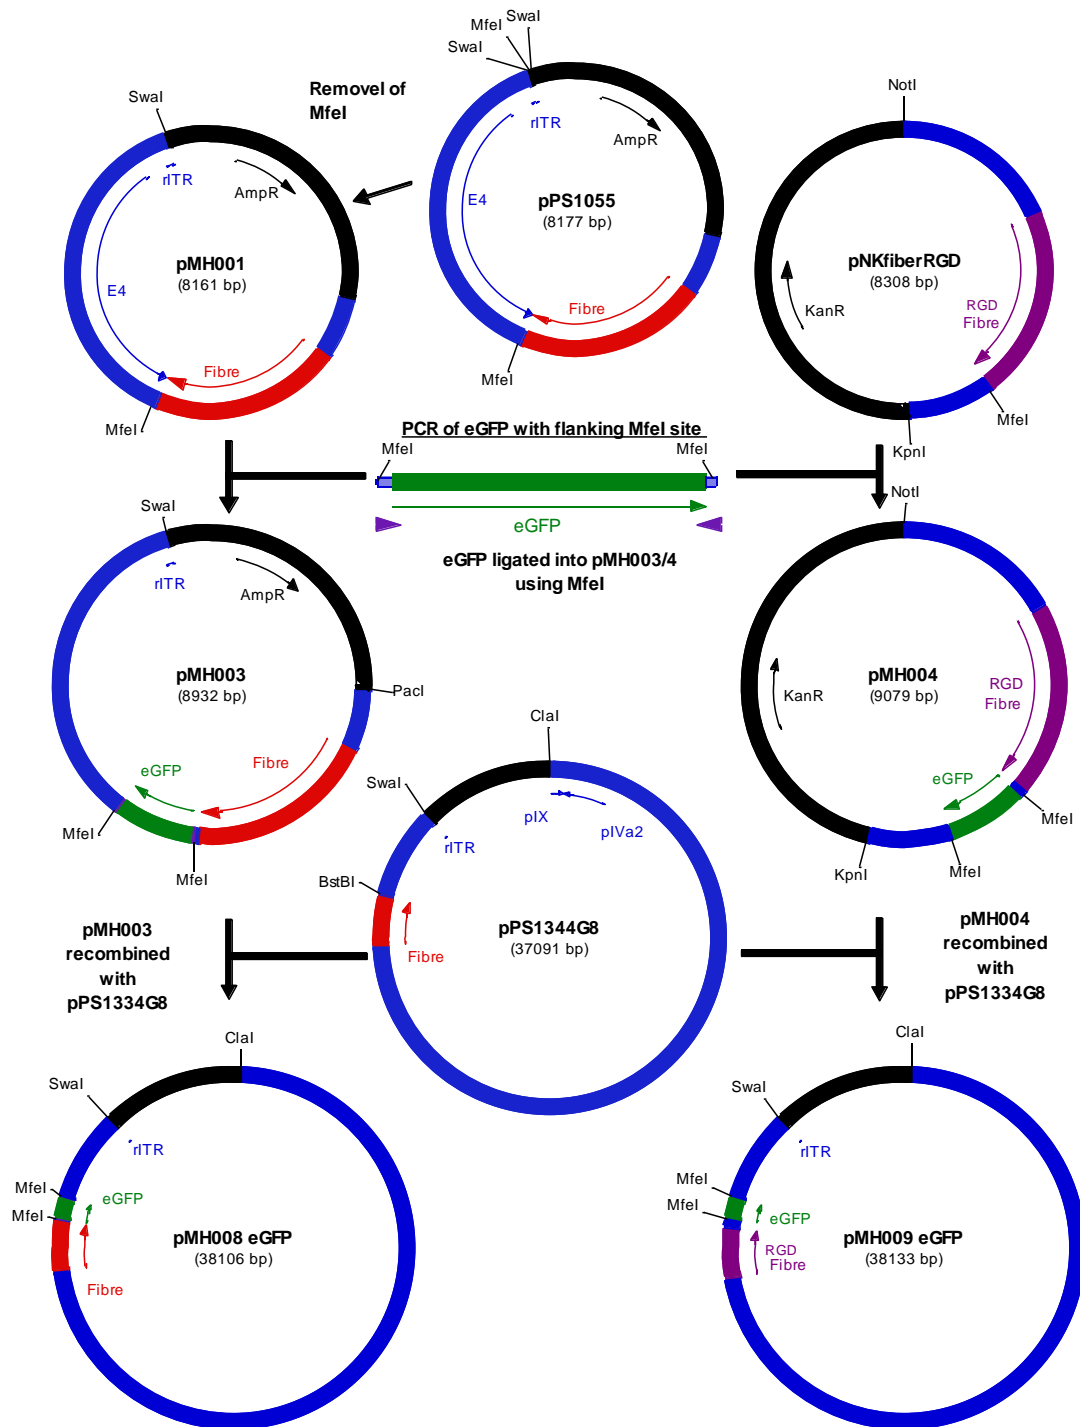 SwaI
MfeI
SwaI
Removel of
MfeI
SwaI
rITR
AmpR
E4
pPS1055
(8177 bp)
Fibre
MfeI
NotI
pNKfiberRGD
(8308 bp)
KanR
RGD
Fibre
MfeI
KpnI
rITR
AmpR
pMH001
(8161 bp)
E4
Fibre
MfeI
PCR of eGFP with flanking MfeI site
MfeI
MfeI
eGFP
eGFP ligated into pMH003/4
using MfeI
SwaI
rITR
AmpR
pMH003
(8932 bp)
PacI
Fibre
eGFP
MfeI
MfeI
NotI
pMH004
(9079 bp)
KanR
RGD
Fibre
eGFP
MfeI
MfeI
KpnI
ClaI
SwaI
pIX
pIVa2
rITR
BstBI
pPS1344G8
(37091 bp)
Fibre
pMH003
recombined
with
pPS1334G8
pMH004
recombined
with
pPS1334G8
ClaI
SwaI
rITR
MfeI
MfeI
eGFP
pMH008 eGFP
(38106 bp)
Fibre
ClaI
SwaI
rITR
MfeI
MfeI
eGFP
pMH009 eGFP
(38133 bp)
RGD
Fibre